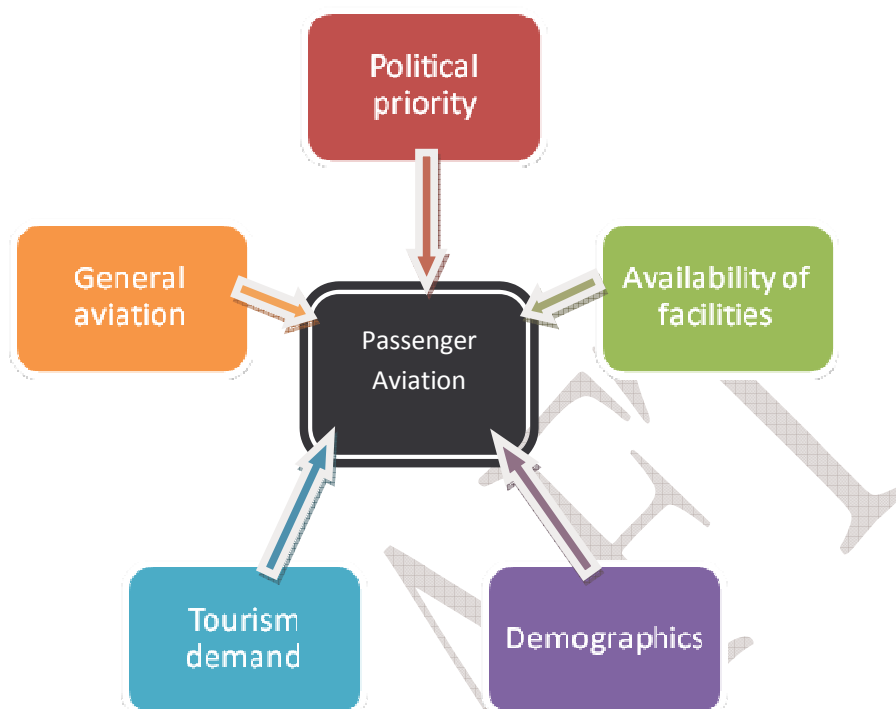 Political
priority
General
aviation
Availability of
facilities
Passenger
Aviation
Tourism
demand
Demographics